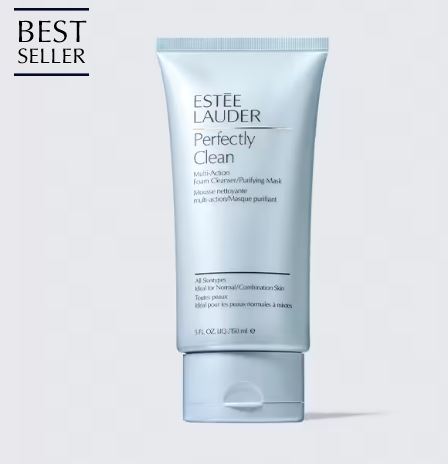 BEST
SELLER
ESTĒE
LAUDER
Perfectly
Clean
Multi-Action
Foam Cleanser/Purifying Mask
Mousse nettoyante
multi-action/Masque purifiant
All Skintypes
Ideal for Normal/Combination Skin
Toutes peaux
Idéal pour les peaux normales à mixtes
5 FL.OZ. LIQ./150 ml e